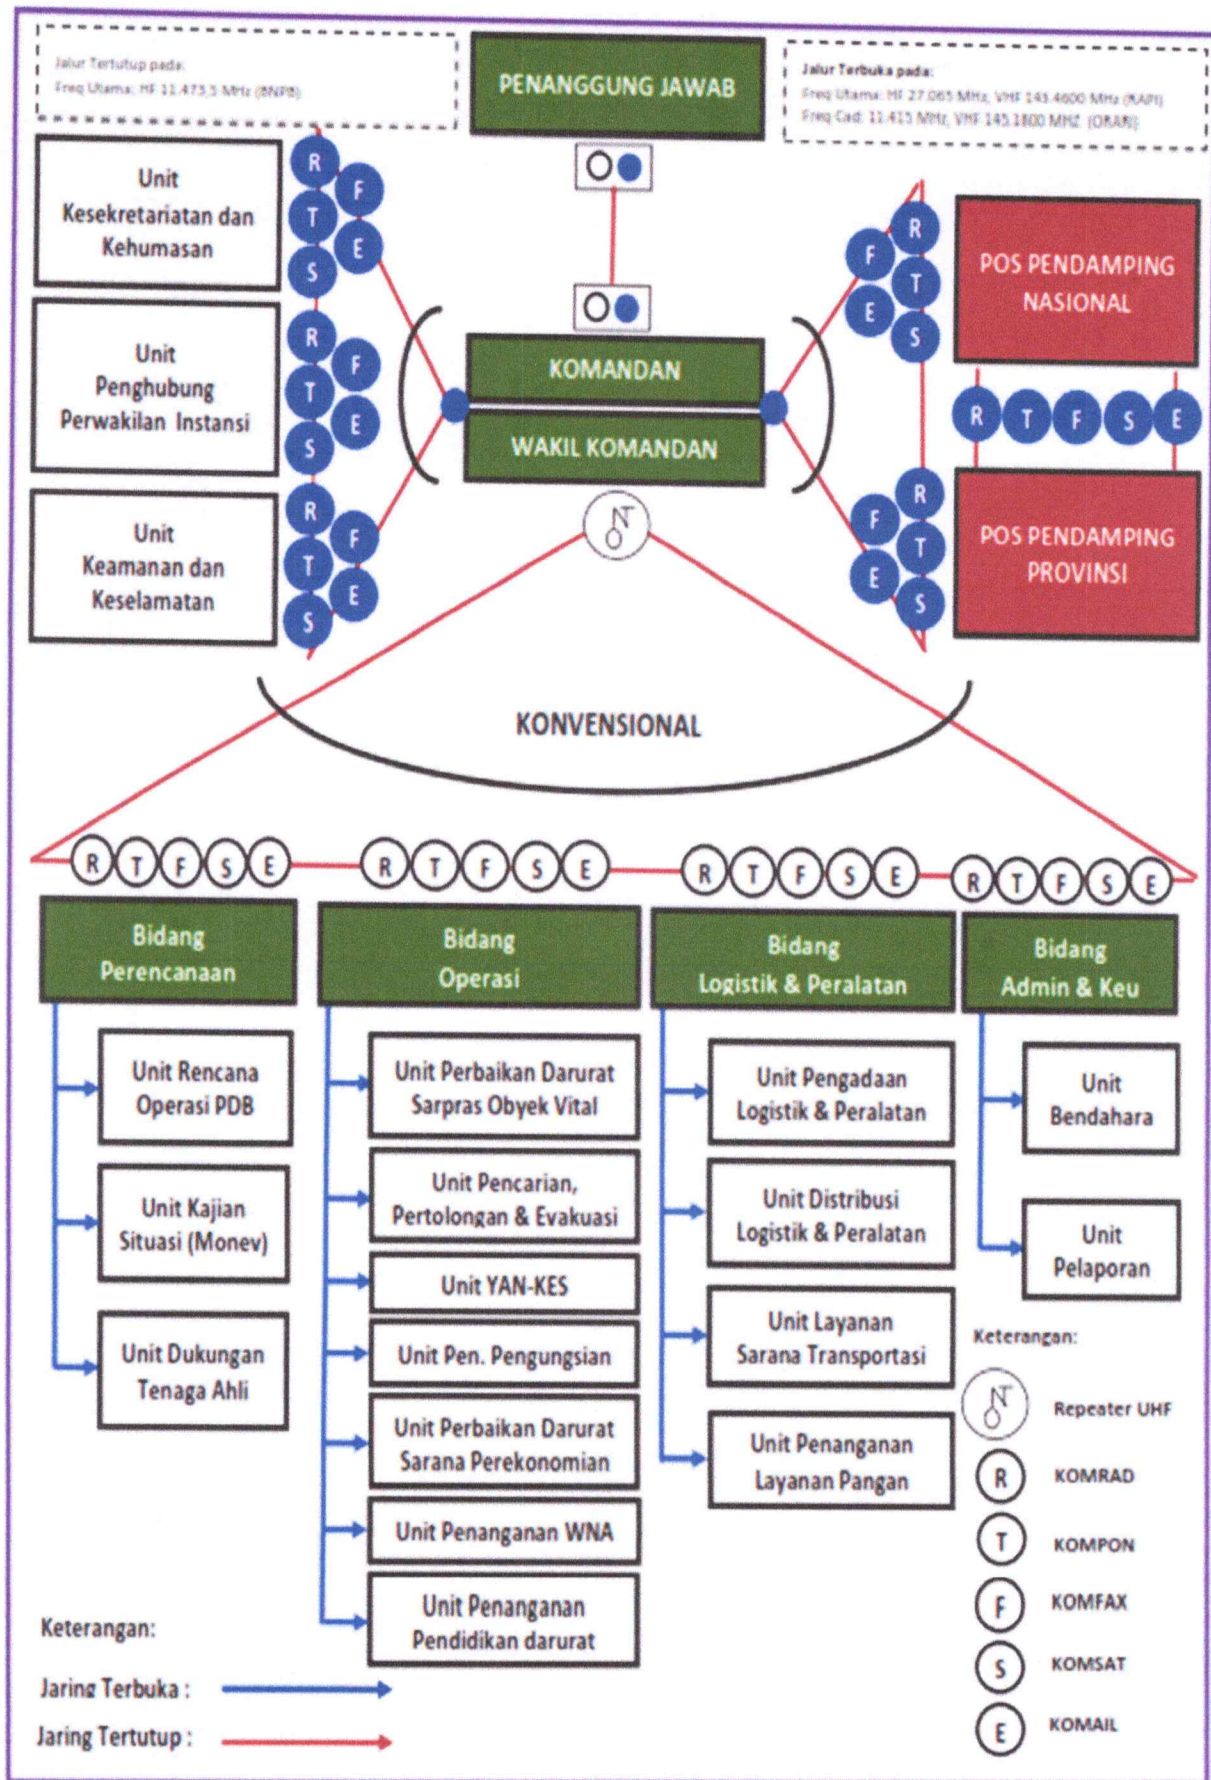 Jalur Tertutup pada:
Freq Utama: HF 11.473,5 MHz (BNPB)
PENANGGUNG JAWAB
Jalur Terbuka pada:
Freq Utama: HF 27.065 MHz, VHF 143.4600 MHz (RAPI)
Freq Cad: 11.415 MHz, VHF 145.1800 MHZ (ORARI)
Unit
Kesekretariatan dan
Kehumasan
R
T
S
F
E
Unit
Penghubung
Perwakilan Instansi
R
T
S
F
E
Unit
Keamanan dan
Keselamatan
R
T
S
F
E
KOMANDAN
WAKIL KOMANDAN
R
T
S
F
E
POS PENDAMPING
NASIONAL
R T F S E
R
T
S
F
E
POS PENDAMPING
PROVINSI
KONVENSIONAL
R T F S E R T F S E R T F S E R T F S E
Bidang
Perencanaan
Unit Rencana
Operasi PDB
Unit Kajian
Situasi (Monev)
Unit Dukungan
Tenaga Ahli
Bidang
Operasi
Unit Perbaikan Darurat
Sarpras Obyek Vital
Unit Pencarian,
Pertolongan & Evakuasi
Unit YAN-KES
Unit Pen. Pengungsian
Unit Perbaikan Darurat
Sarana Perekonomian
Unit Penanganan WNA
Unit Penanganan
Pendidikan darurat
Bidang
Logistik & Peralatan
Unit Pengadaan
Logistik & Peralatan
Unit Distribusi
Logistik & Peralatan
Unit Layanan
Sarana Transportasi
Unit Penanganan
Layanan Pangan
Bidang
Admin & Keu
Unit
Bendahara
Unit
Pelaporan
Keterangan:
Repeater UHF
R KOMRAD
T KOMPON
F KOMFAX
S KOMSAT
E KOMAIL
Keterangan:
Jaring Terbuka :
Jaring Tertutup :